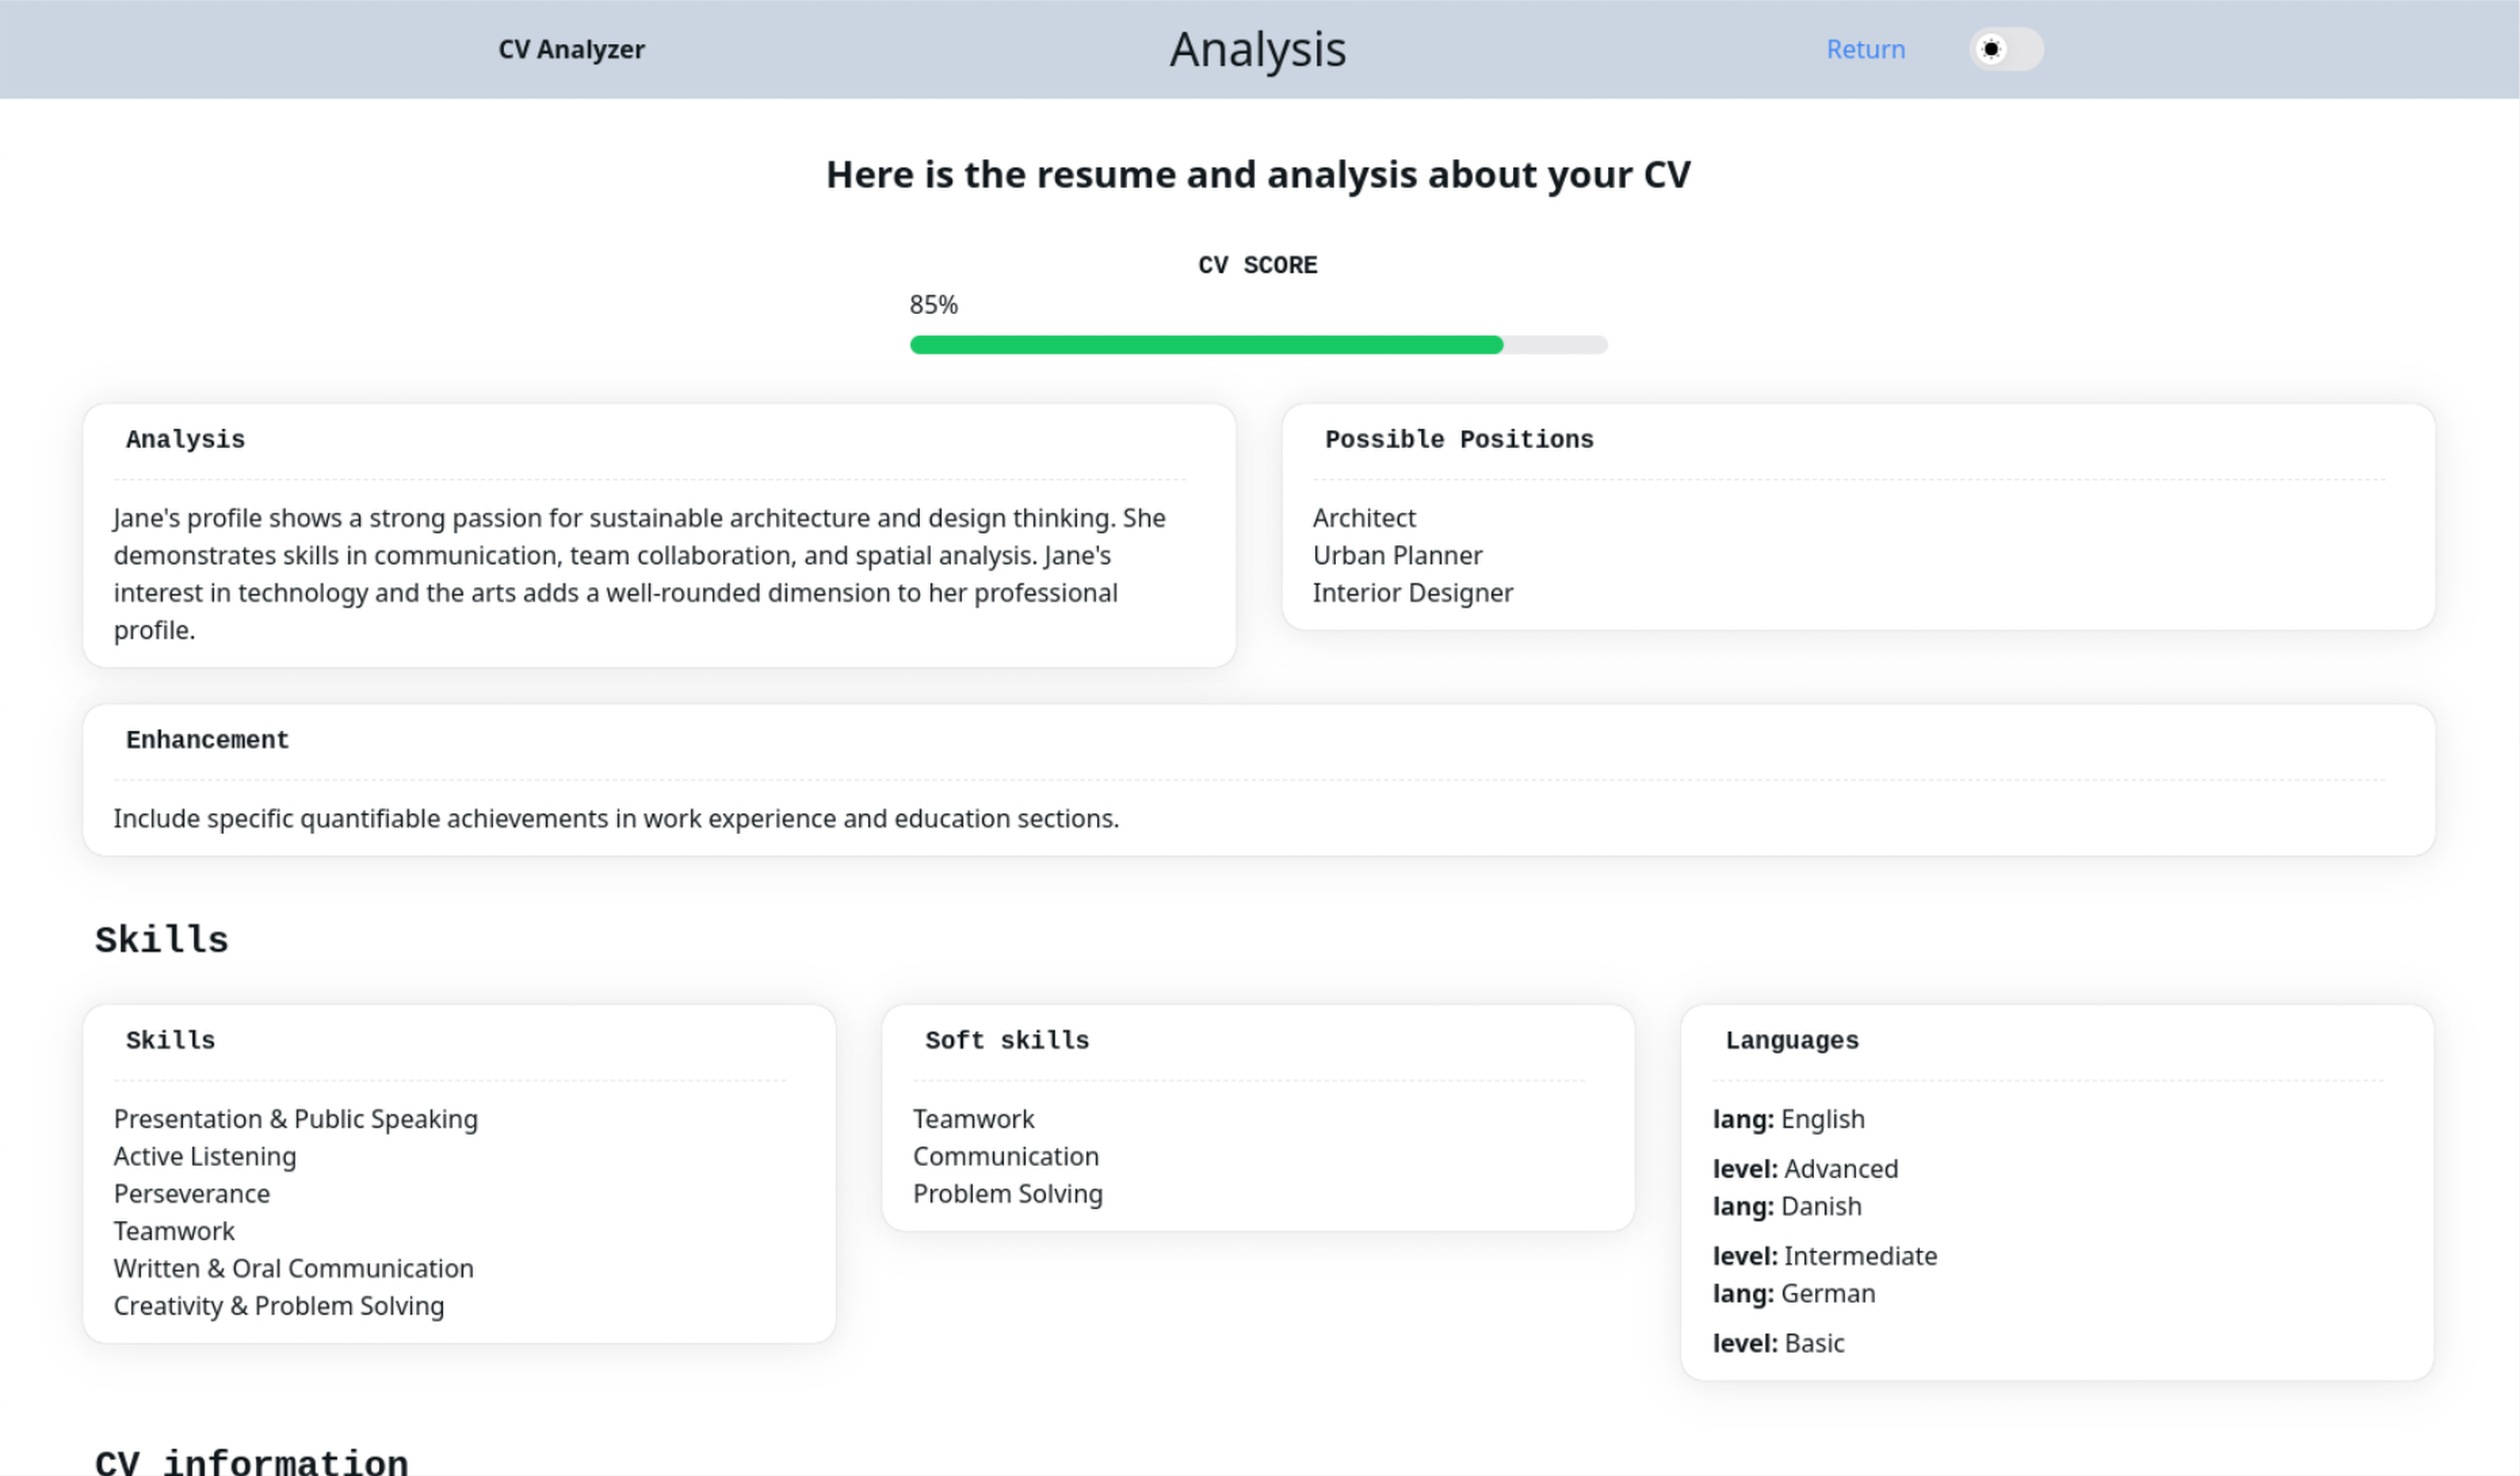 CV Analyzer
Analysis
Return
Here is the resume and analysis about your CV
CV SCORE
85%
Analysis
Jane's profile shows a strong passion for sustainable architecture and design thinking. She
demonstrates skills in communication, team collaboration, and spatial analysis. Jane's
interest in technology and the arts adds a well-rounded dimension to her professional
profile.
Possible Positions
Architect
Urban Planner
Interior Designer
Enhancement
Include specific quantifiable achievements in work experience and education sections.
Skills
Skills
Presentation & Public Speaking
Active Listening
Perseverance
Teamwork
Written & Oral Communication
Creativity & Problem Solving
Soft skills
Teamwork
Communication
Problem Solving
Languages
lang: English
level: Advanced
lang: Danish
level: Intermediate
lang: German
level: Basic
CV information